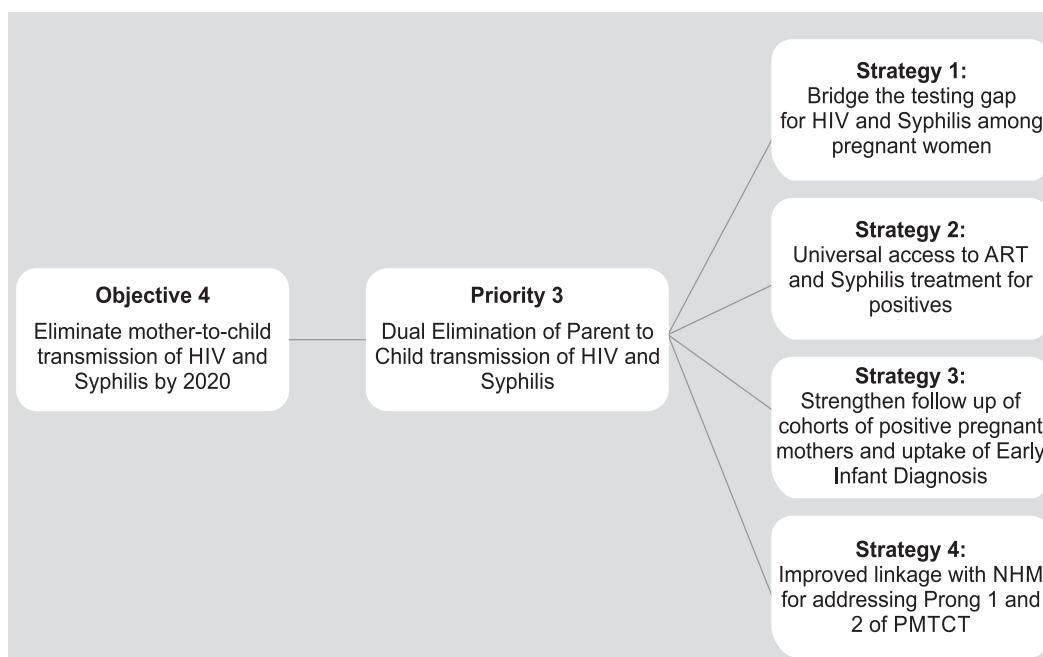 Objective 4
Eliminate mother-to-child
transmission of HIV and
Syphilis by 2020
Priority 3
Dual Elimination of Parent to
Child transmission of HIV and
Syphilis
Strategy 1:
Bridge the testing gap
for HIV and Syphilis among
pregnant women
Strategy 2:
Universal access to ART
and Syphilis treatment for
positives
Strategy 3:
Strengthen follow up of
cohorts of positive pregnant
mothers and uptake of Early
Infant Diagnosis
Strategy 4:
Improved linkage with NHM
for addressing Prong 1 and
2 of PMTCT